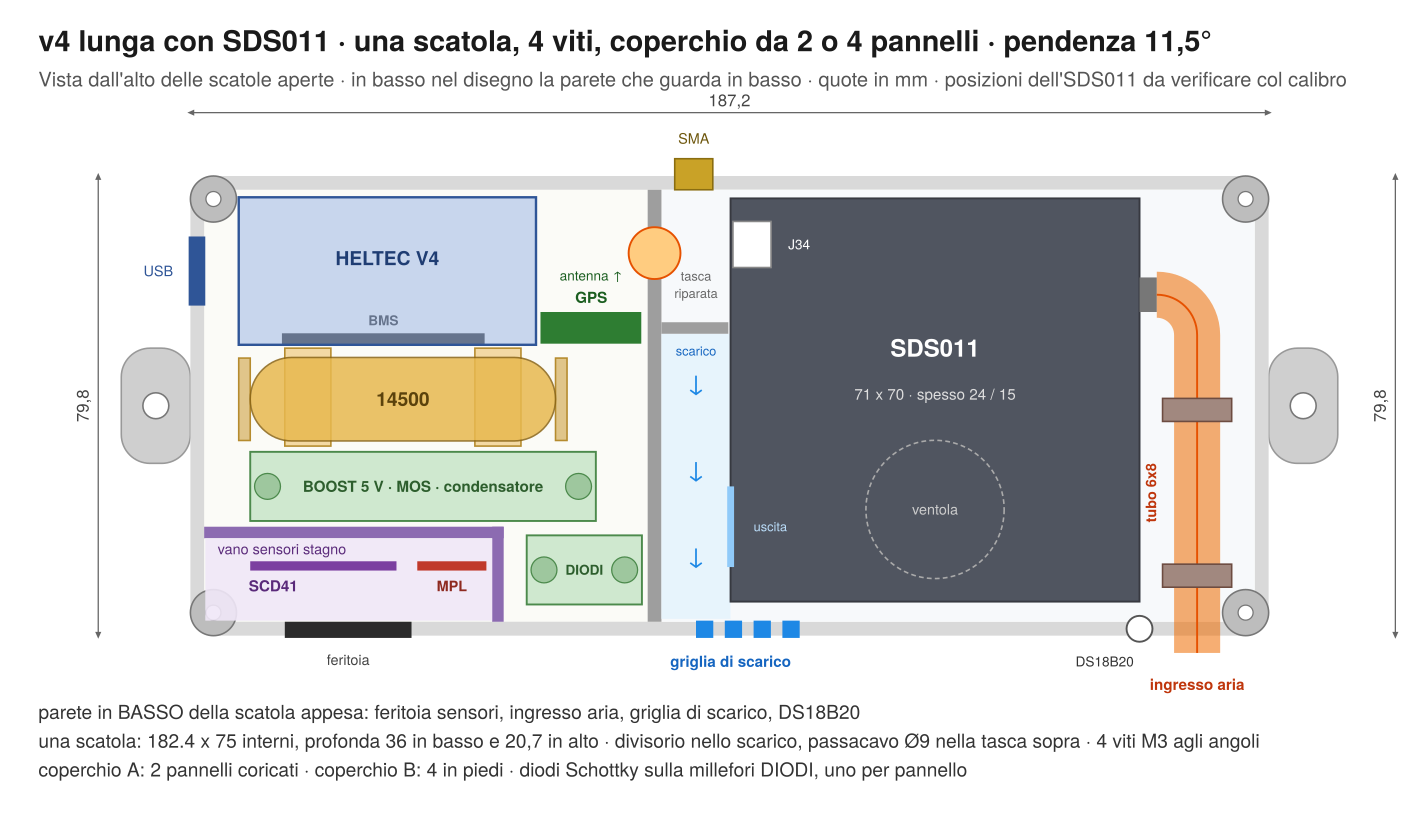 v4 lunga con SDS011 · una scatola, 4 viti, coperchio da 2 o 4 pannelli · pendenza 11,5°
Vista dall'alto delle scatole aperte · in basso nel disegno la parete che guarda in basso · quote in mm · posizioni dell'SDS011 da verificare col calibro
187,2
SMA
HELTEC V4
J34
USB
antenna ↑
tasca
riparata
GPS
BMS
SDS011
scarico
↓
71 x 70 · spesso 24 / 15
14500
79,8
79,8
↓
BOOST 5 V · MOS · condensatore
tubo 6x8
ventola
uscita
vano sensori stagno
↓
DIODI
SCD41
MPL
feritoia
griglia di scarico
DS18B20
ingresso aria
parete in BASSO della scatola appesa: feritoia sensori, ingresso aria, griglia di scarico, DS18B20
una scatola: 182.4 x 75 interni, profonda 36 in basso e 20,7 in alto · divisorio nello scarico, passacavo Ø9 nella tasca sopra · 4 viti M3 agli angoli
coperchio A: 2 pannelli coricati · coperchio B: 4 in piedi · diodi Schottky sulla millefori DIODI, uno per pannello